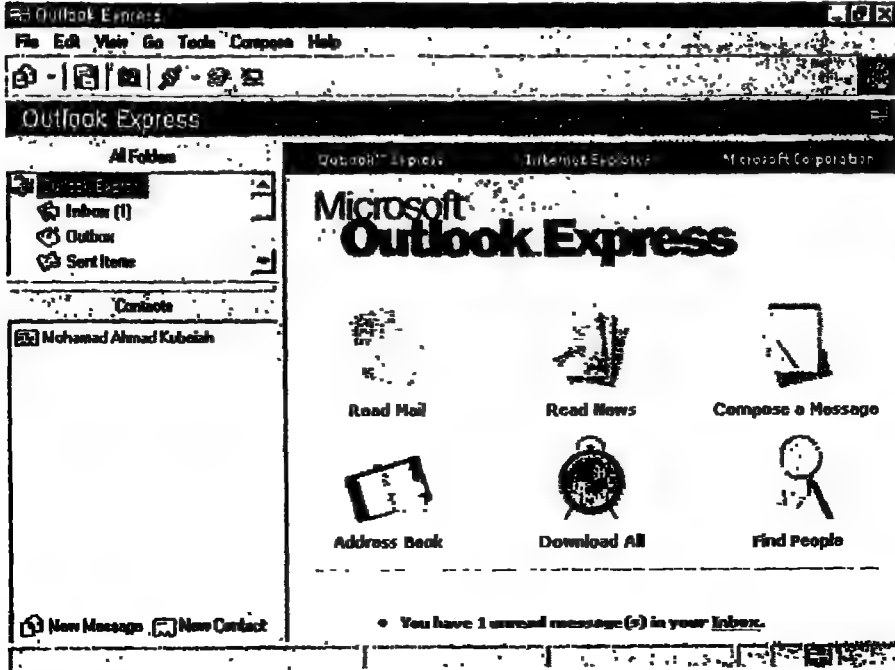 Outlook Express
File Edit View Go Tools Compose Help
Outlook Express
All Folders
Outlook Express
Inbox (1)
Outbox
Sent Items
Contacts
Mohamad Ahmad Kubaiah
New Message New Contact
Outlook Express Internet Explorer Microsoft Corporation
Microsoft
Outlook Express
Read Mail Read News Compose a Message
Address Book Download All Find People
• You have 1 unread message(s) in your Inbox.